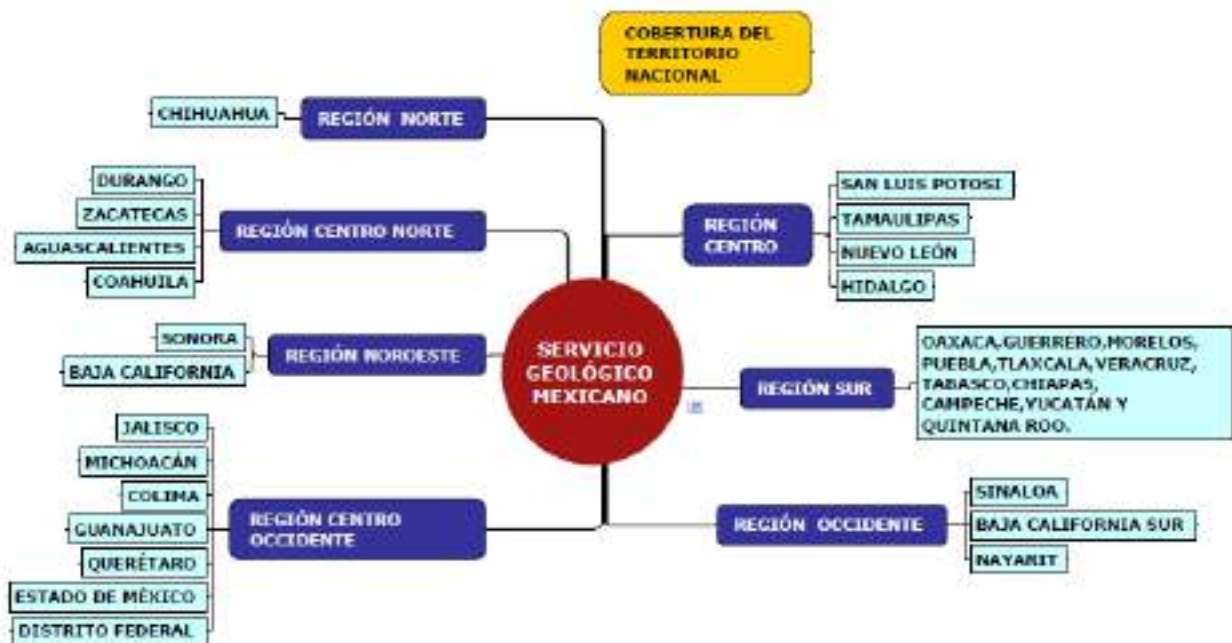 COBERTURA DEL
TERRITORIO
NACIONAL
CHIHUAHUA
REGIÓN NORTE
DURANGO
ZACATECAS
AGUASCALIENTES
COAHUILA
REGIÓN CENTRO NORTE
REGIÓN
CENTRO
SAN LUIS POTOSI
TAMAULIPAS
NUEVO LEÓN
HIDALGO
SONORA
BAJA CALIFORNIA
REGIÓN NOROESTE
SERVICIO
GEOLÓGICO
MEXICANO
REGIÓN SUR
OAXACA,GUERRERO,MORELOS,
PUEBLA,TLAXCALA,VERACRUZ,
TABASCO,CHIAPAS,
CAMPECHE,YUCATÁN Y
QUINTANA ROO.
JALISCO
MICHOACÁN
COLIMA
GUANAJUATO
QUERÉTARO
ESTADO DE MÉXICO
DISTRITO FEDERAL
REGIÓN CENTRO
OCCIDENTE
REGIÓN OCCIDENTE
SINALOA
BAJA CALIFORNIA SUR
NAYARIT